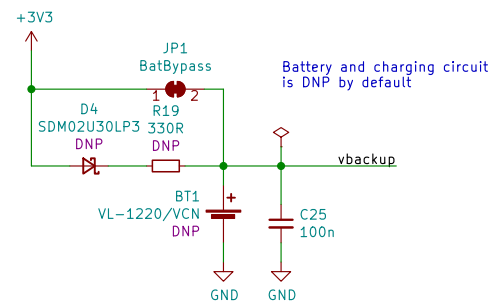 +3V3
JP1
BatBypass
1 2
Battery and charging circuit
is DNP by default
D4
SDM02U30LP3
DNP
R19
330R
DNP
vbackup
BT1
VL-1220/VCN
DNP
+
C25
100n
GND
GND